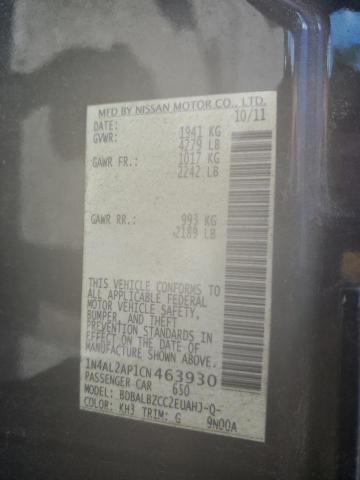 MFD BY NISSAN MOTOR CO., LTD.
DATE: 10/11
GVWR: 1941 KG
4279 LB
GAWR FR: 1017 KG
2242 LB
GAWR RR: 993 KG
2189 LB
THIS VEHICLE CONFORMS TO
ALL APPLICABLE FEDERAL
MOTOR VEHICLE SAFETY,
BUMPER, AND THEFT
PREVENTION STANDARDS IN
EFFECT ON THE DATE OF
MANUFACTURE SHOWN ABOVE.
1N4AL2AP1CN463930
PASSENGER CAR 650
MODEL: BDBALBZCC2EUAHJ-Q-
COLOR: KH3 TRIM: G 9N00A